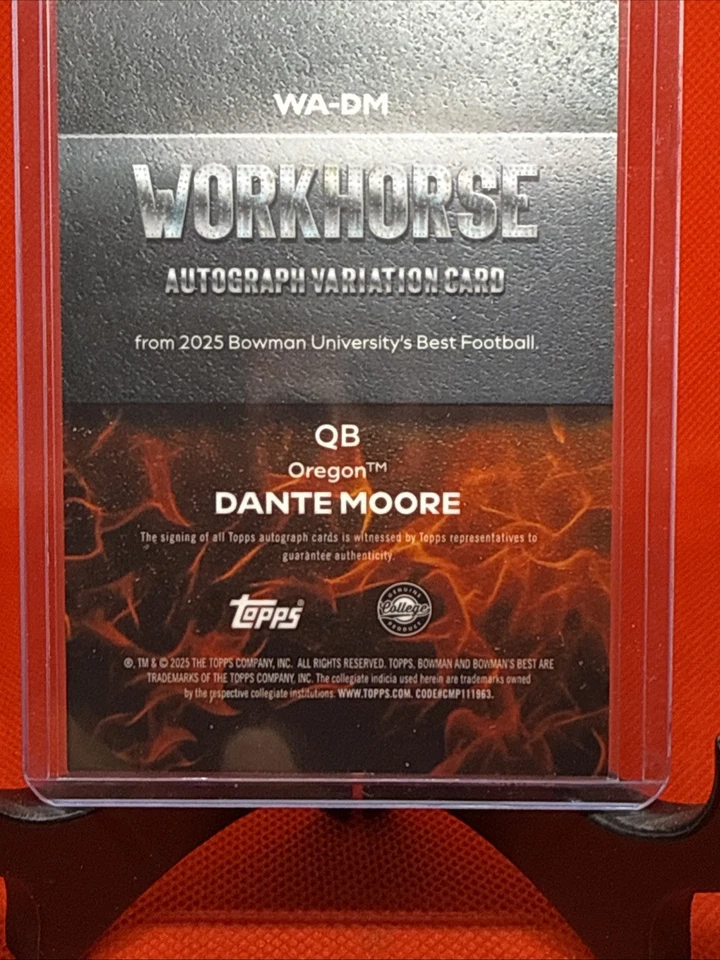 WA-DM
WORKHORSE
AUTOGRAPH VARIATION CARD
from 2025 Bowman University's Best Football.
QB
Oregon™
DANTE MOORE
The signing of all Topps autograph cards is witnessed by Topps representatives to
guarantee authenticity.
topps®
GENUINE
College
PRODUCT
®, TM & © 2025 THE TOPPS COMPANY, INC. ALL RIGHTS RESERVED. TOPPS, BOWMAN AND BOWMAN'S BEST ARE
TRADEMARKS OF THE TOPPS COMPANY, INC. The collegiate indicia used herein are trademarks owned
by the respective collegiate institutions. WWW.TOPPS.COM. CODE#CMP111963.